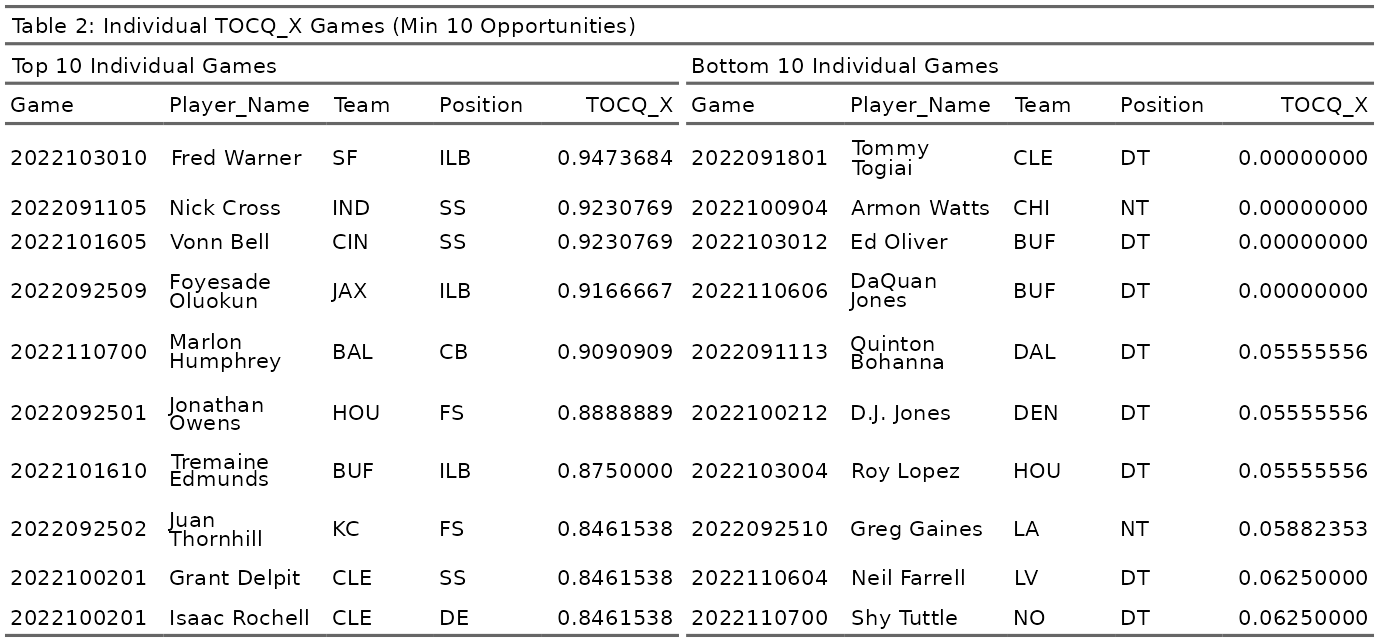 Table 2: Individual TOCQ_X Games (Min 10 Opportunities)
Top 10 Individual Games Bottom 10 Individual Games
Game Player_Name Team Position TOCQ_X Game Player_Name Team Position TOCQ_X
2022103010 Fred Warner SF ILB 0.9473684 2022091801 Tommy Togiai CLE DT 0.00000000
2022091105 Nick Cross IND SS 0.9230769 2022100904 Armon Watts CHI NT 0.00000000
2022101605 Vonn Bell CIN SS 0.9230769 2022103012 Ed Oliver BUF DT 0.00000000
2022092509 Foyesade Oluokun JAX ILB 0.9166667 2022110606 DaQuan Jones BUF DT 0.00000000
2022110700 Marlon Humphrey BAL CB 0.9090909 2022091113 Quinton Bohanna DAL DT 0.05555556
2022092501 Jonathan Owens HOU FS 0.8888889 2022100212 D.J. Jones DEN DT 0.05555556
2022101610 Tremaine Edmunds BUF ILB 0.8750000 2022103004 Roy Lopez HOU DT 0.05555556
2022092502 Juan Thornhill KC FS 0.8461538 2022092510 Greg Gaines LA NT 0.05882353
2022100201 Grant Delpit CLE SS 0.8461538 2022110604 Neil Farrell LV DT 0.06250000
2022100201 Isaac Rochell CLE DE 0.8461538 2022110700 Shy Tuttle NO DT 0.06250000